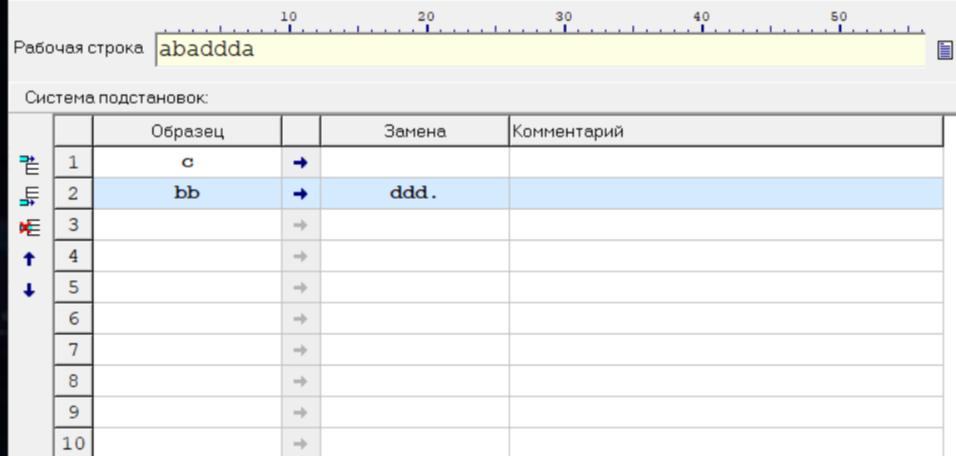 10 20 30 40 50
Рабочая строка abaddda
Система подстановок:
Образец Замена Комментарий
1 c
2 bb ddd.
3
4
5
6
7
8
9
10